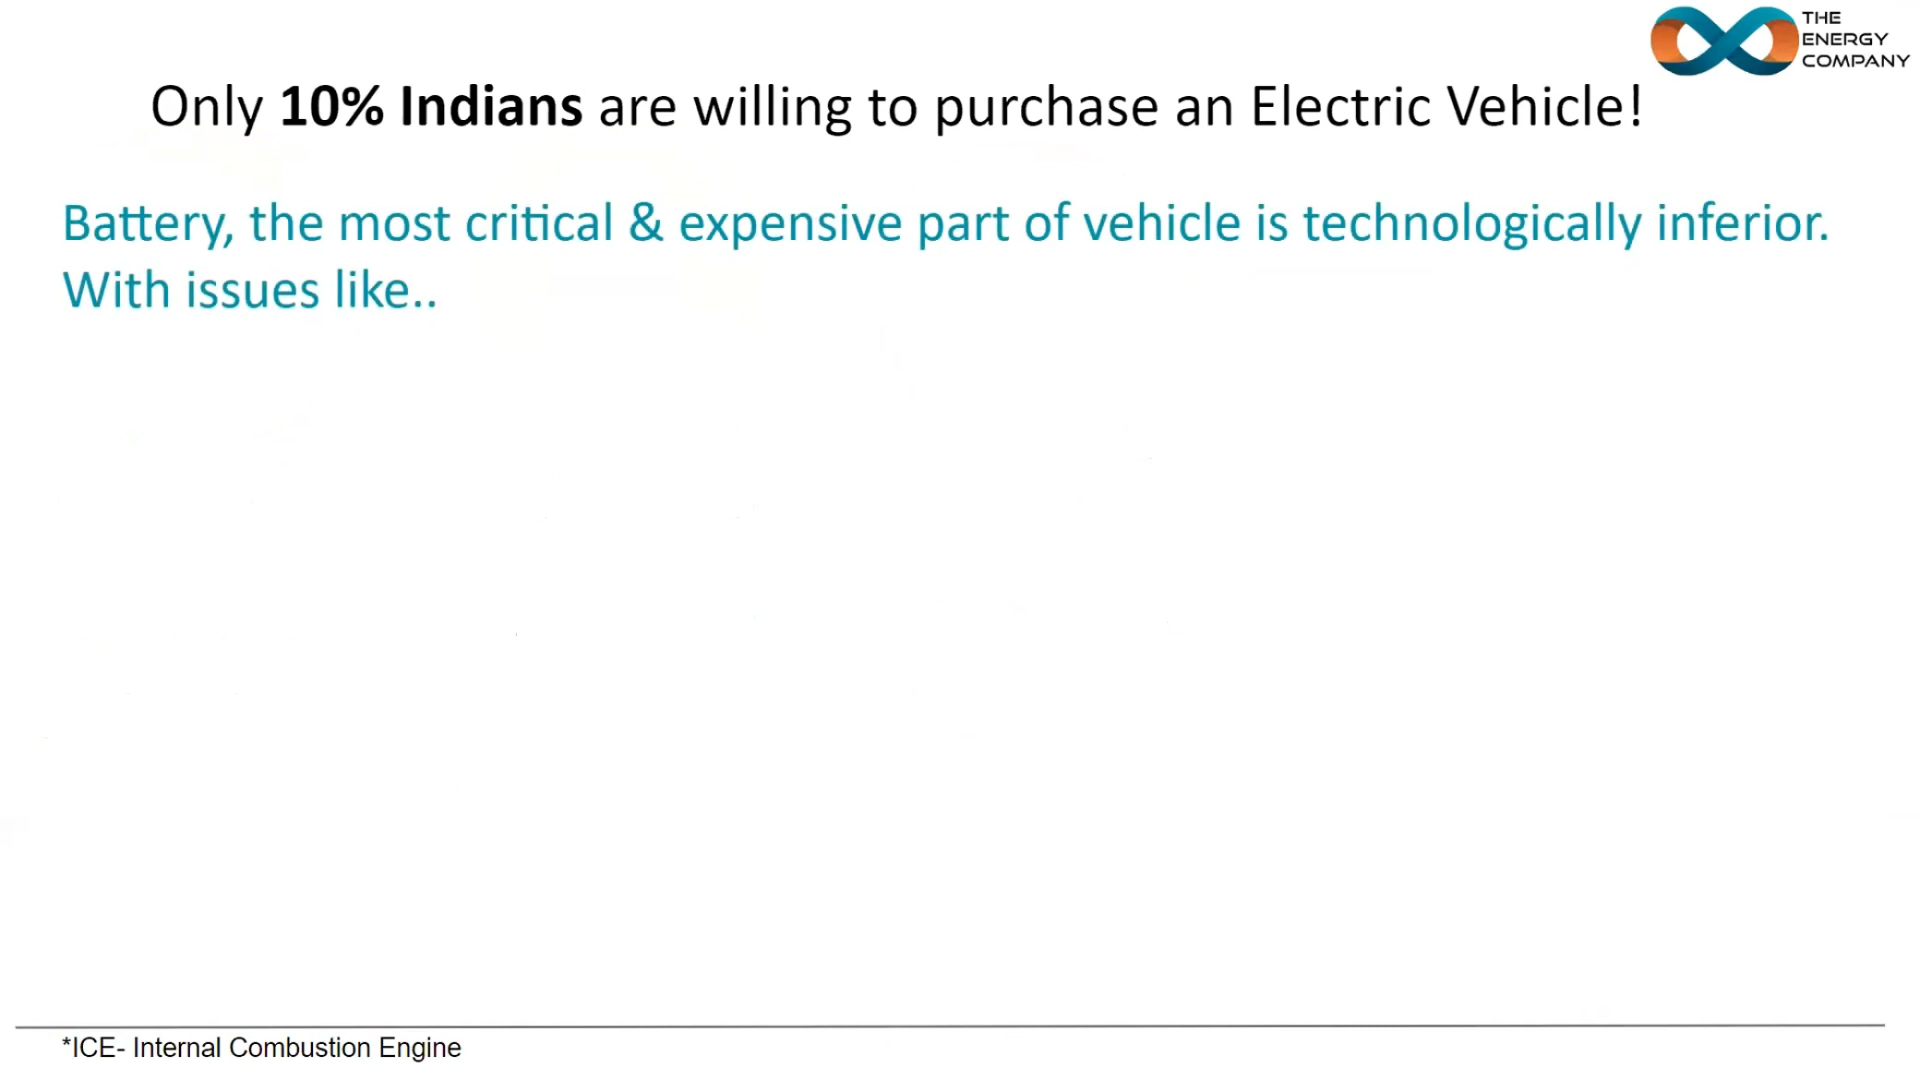 THE
ENERGY
COMPANY
Only 10% Indians are willing to purchase an Electric Vehicle!
Battery, the most critical & expensive part of vehicle is technologically inferior.
With issues like..
*ICE- Internal Combustion Engine